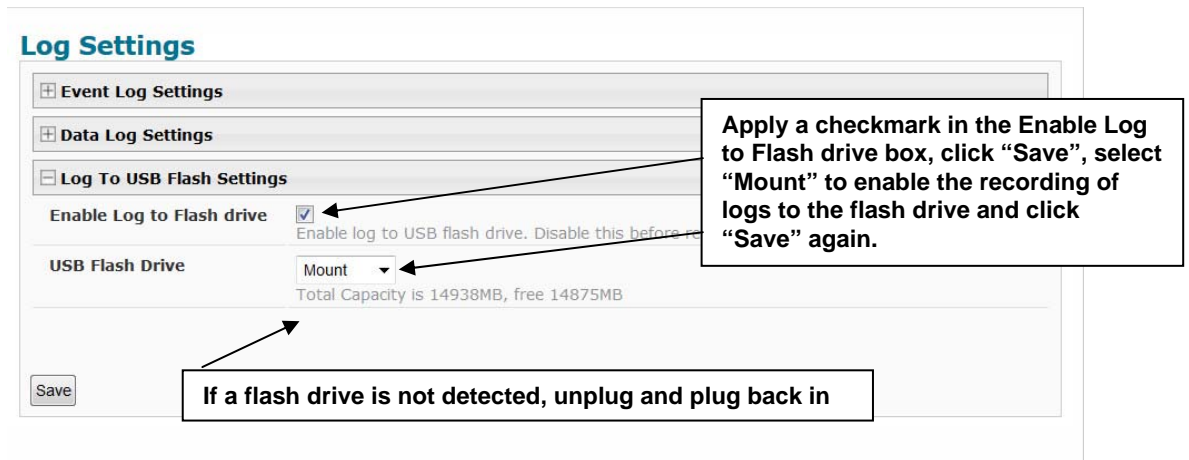 Log Settings
Event Log Settings
Data Log Settings
Log To USB Flash Settings
Apply a checkmark in the Enable Log
to Flash drive box, click “Save”, select
“Mount” to enable the recording of
logs to the flash drive and click
“Save” again.
Enable Log to Flash drive
Enable log to USB flash drive. Disable this before
USB Flash Drive
Mount
Total Capacity is 14938MB, free 14875MB
If a flash drive is not detected, unplug and plug back in
Save